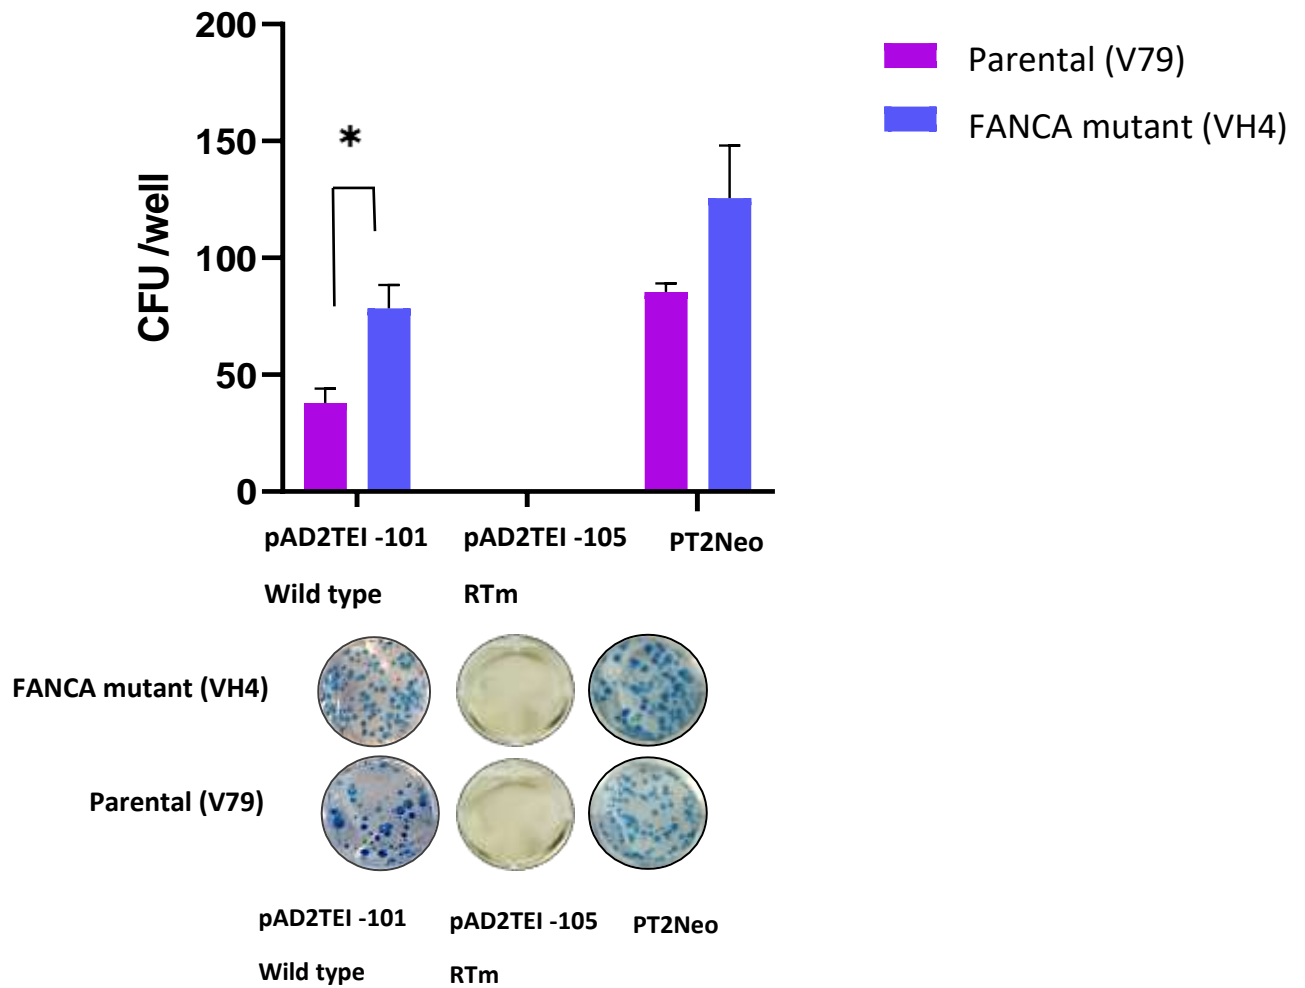 200
Parental (V79)
FANCA mutant (VH4)
*
150
100
50
0
CFU /well
pAD2TEI -101 pAD2TEI -105 PT2Neo
Wild type RTm
FANCA mutant (VH4)
Parental (V79)
pAD2TEI -101 pAD2TEI -105 PT2Neo
Wild type RTm